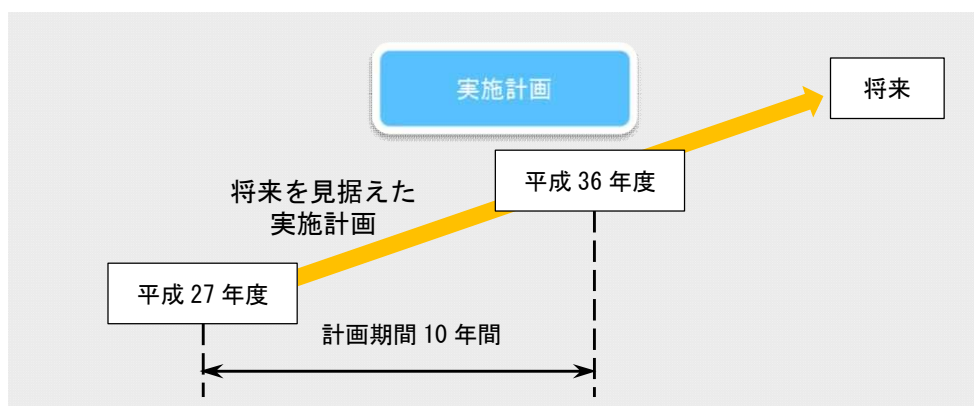 実施計画
将来
平成 36 年度
将来を見据えた
実施計画
平成 27 年度
計画期間 10 年間